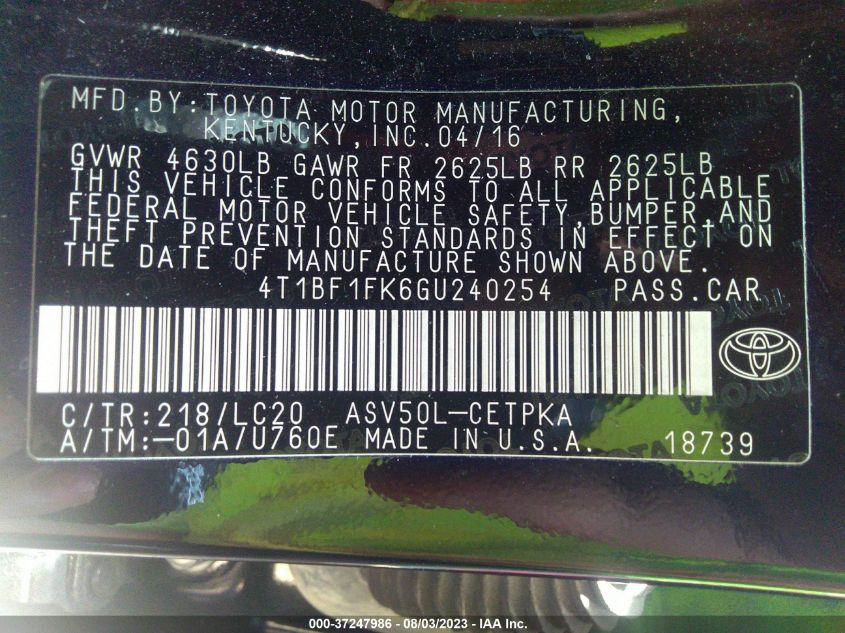 MFD.BY:TOYOTA MOTOR MANUFACTURING,
KENTUCKY,INC.04/16
GVWR 4630LB GAWR FR 2625LB RR 2625LB
THIS VEHICLE CONFORMS TO ALL APPLICABLE
FEDERAL MOTOR VEHICLE SAFETY,BUMPER,AND
THEFT PREVENTION STANDARDS IN EFFECT ON
THE DATE OF MANUFACTURE SHOWN ABOVE.
4T1BF1FK6GU240254 PASS.CAR
C/TR:218/LC20 ASV50L-CETPKA
A/TM:-01A/U760E MADE IN U.S.A. 18739
000-37247986 - 08/03/2023 - IAA Inc.